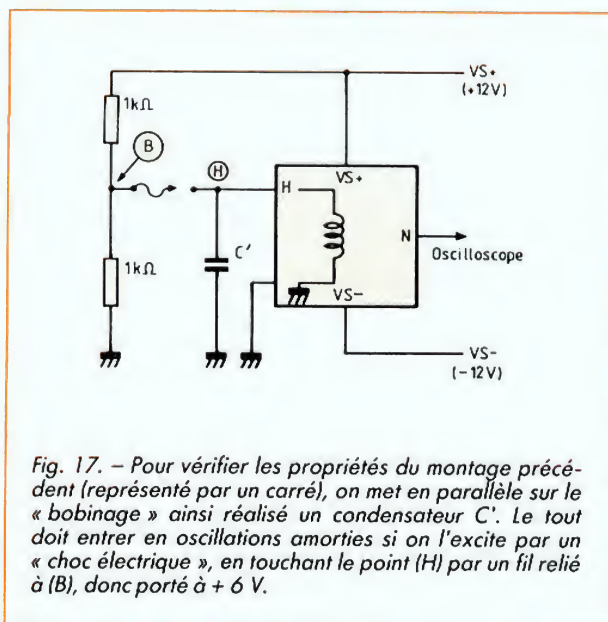 VS+
(+12V)
1kΩ
B
H
H
VS+
C'
N
Oscilloscope
1kΩ
VS-
VS-
(-12V)
Fig. 17. – Pour vérifier les propriétés du montage précé-
dent (représenté par un carré), on met en parallèle sur le
« bobinage » ainsi réalisé un condensateur C'. Le tout
doit entrer en oscillations amorties si on l'excite par un
« choc électrique », en touchant le point (H) par un fil relié
à (B), donc porté à + 6 V.